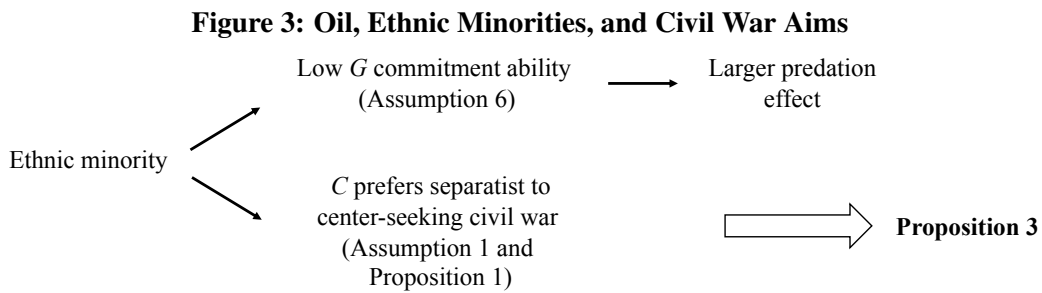 Figure 3: Oil, Ethnic Minorities, and Civil War Aims
Low G commitment ability
(Assumption 6)
Larger predation
effect
Ethnic minority
C prefers separatist to
center-seeking civil war
(Assumption 1 and
Proposition 1)
Proposition 3